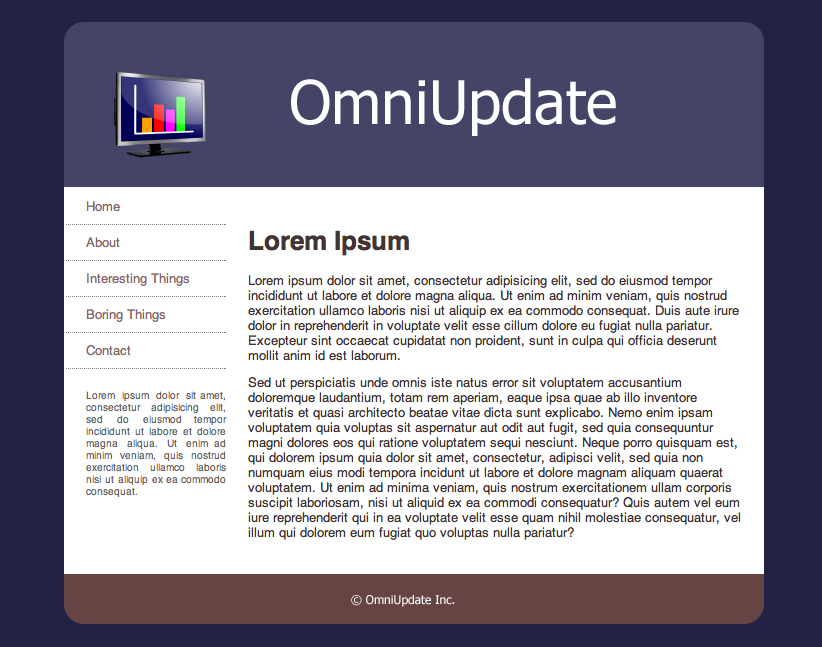 OmniUpdate
Home
About
Interesting Things
Boring Things
Contact
Lorem ipsum dolor sit amet,
consectetur adipisicing elit,
sed do eiusmod tempor
incididunt ut labore et dolore
magna aliqua. Ut enim ad
minim veniam, quis nostrud
exercitation ullamco laboris
nisi ut aliquip ex ea commodo
consequat.
Lorem Ipsum
Lorem ipsum dolor sit amet, consectetur adipisicing elit, sed do eiusmod tempor
incididunt ut labore et dolore magna aliqua. Ut enim ad minim veniam, quis nostrud
exercitation ullamco laboris nisi ut aliquip ex ea commodo consequat. Duis aute irure
dolor in reprehenderit in voluptate velit esse cillum dolore eu fugiat nulla pariatur.
Excepteur sint occaecat cupidatat non proident, sunt in culpa qui officia deserunt
mollit anim id est laborum.
Sed ut perspiciatis unde omnis iste natus error sit voluptatem accusantium
doloremque laudantium, totam rem aperiam, eaque ipsa quae ab illo inventore
veritatis et quasi architecto beatae vitae dicta sunt explicabo. Nemo enim ipsam
voluptatem quia voluptas sit aspernatur aut odit aut fugit, sed quia consequuntur
magni dolores eos qui ratione voluptatem sequi nesciunt. Neque porro quisquam est,
qui dolorem ipsum quia dolor sit amet, consectetur, adipisci velit, sed quia non
numquam eius modi tempora incidunt ut labore et dolore magnam aliquam quaerat
voluptatem. Ut enim ad minima veniam, quis nostrum exercitationem ullam corporis
suscipit laboriosam, nisi ut aliquid ex ea commodi consequatur? Quis autem vel eum
iure reprehenderit qui in ea voluptate velit esse quam nihil molestiae consequatur, vel
illum qui dolorem eum fugiat quo voluptas nulla pariatur?
© OmniUpdate Inc.